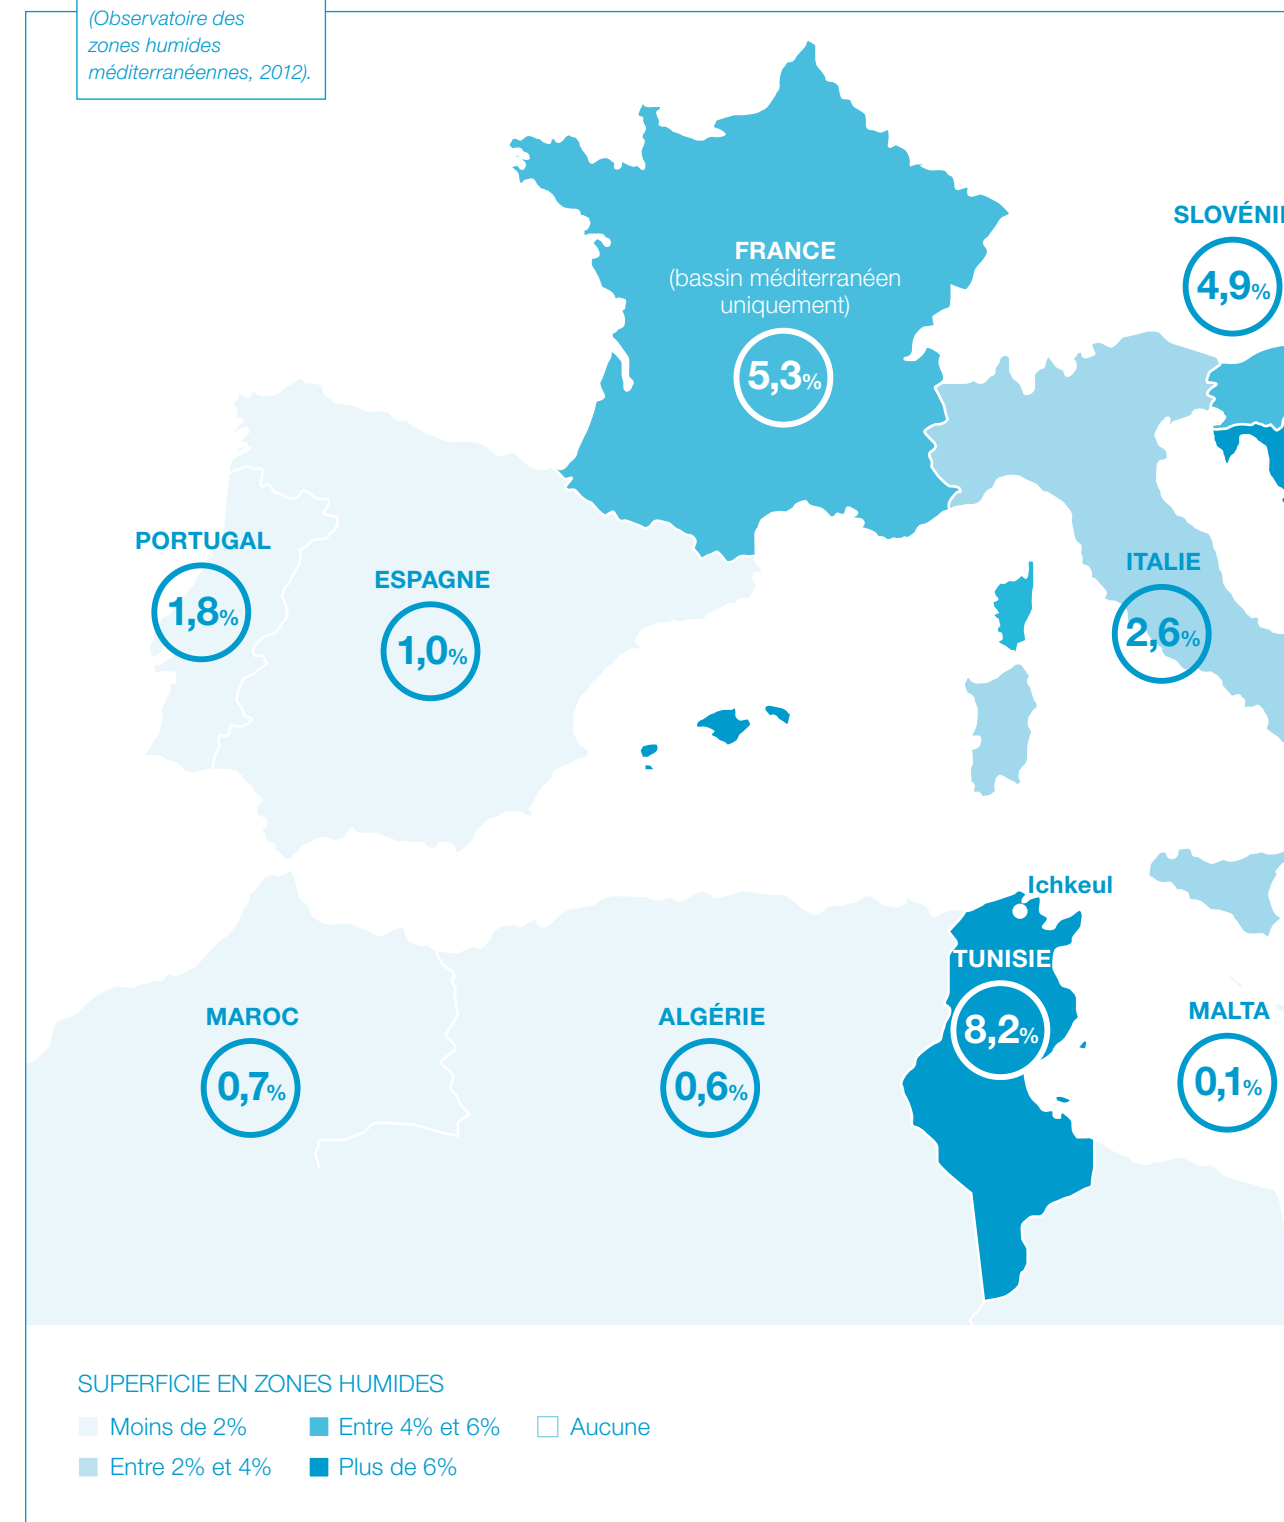 (Observatoire des
zones humides
méditerranéennes, 2012).
SLOVÉNI
4,9%
FRANCE
(bassin méditerranéen
uniquement)
5,3%
PORTUGAL
1,8%
ESPAGNE
1,0%
ITALIE
2,6%
Ichkeul
TUNISIE
8,2%
MAROC
0,7%
ALGÉRIE
0,6%
MALTA
0,1%
SUPERFICIE EN ZONES HUMIDES
Moins de 2%
Entre 4% et 6%
Aucune
Entre 2% et 4%
Plus de 6%